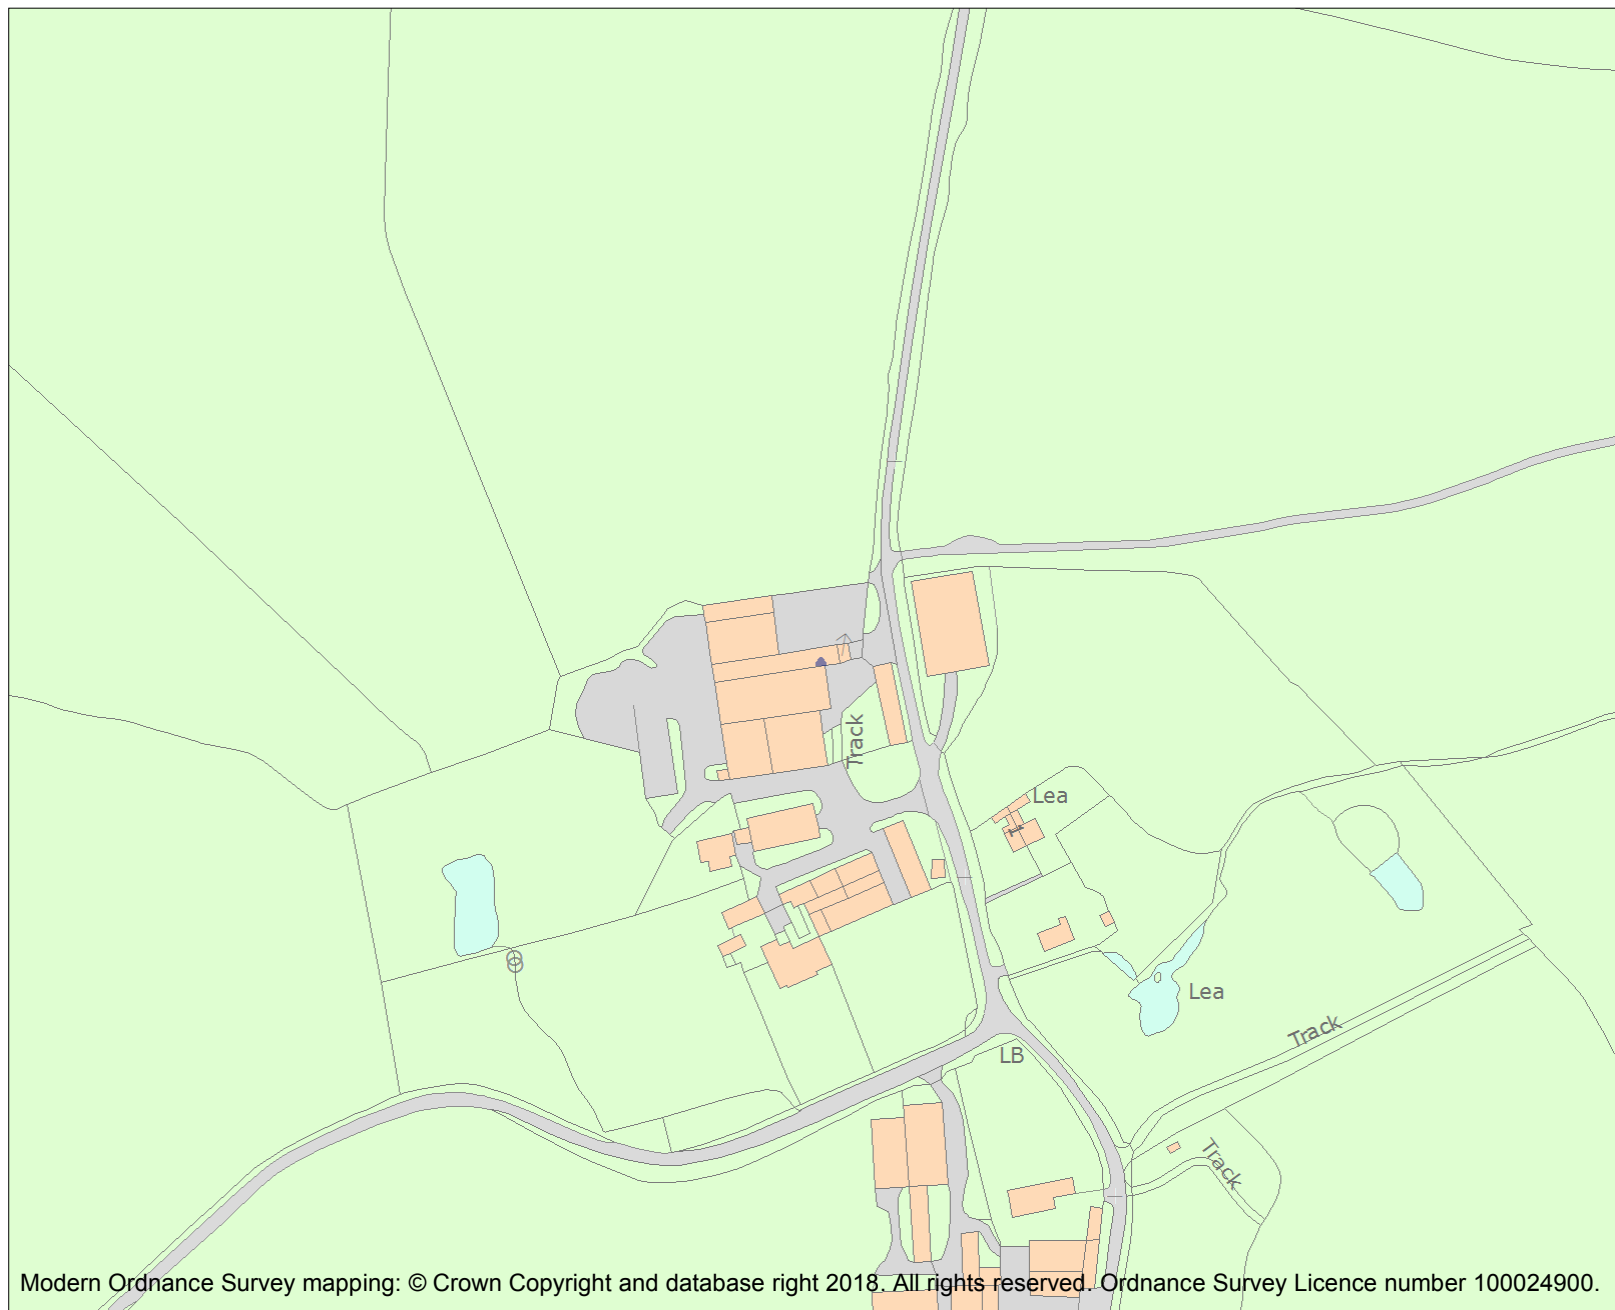 Track
Lea
1
Lea
Track
LB
Track
Modern Ordnance Survey mapping: © Crown Copyright and database right 2018. All rights reserved. Ordnance Survey Licence number 100024900.